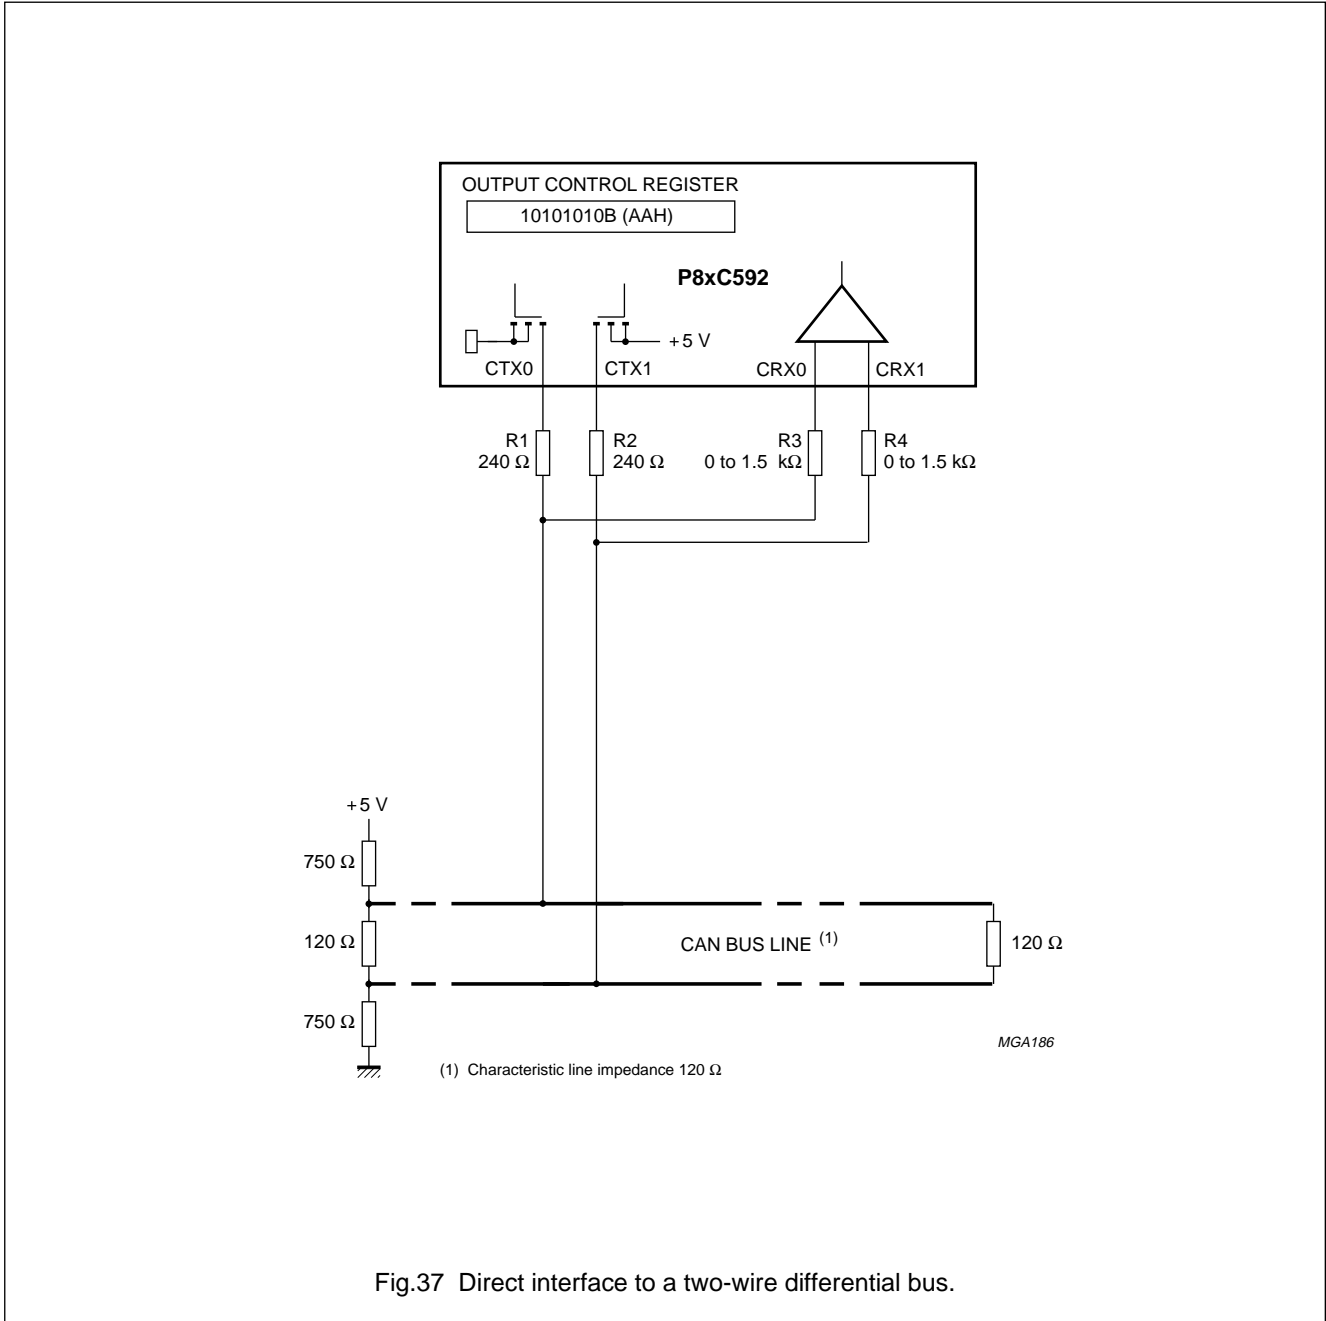 OUTPUT CONTROL REGISTER
10101010B (AAH)
P8xC592
+5 V
CTX0
CTX1
CRX0
CRX1
R1
240 Ω
R2
240 Ω
R3
0 to 1.5 kΩ
R4
0 to 1.5 kΩ
+5 V
750 Ω
120 Ω
CAN BUS LINE (1)
120 Ω
750 Ω
MGA186
(1) Characteristic line impedance 120 Ω
Fig.37 Direct interface to a two-wire differential bus.